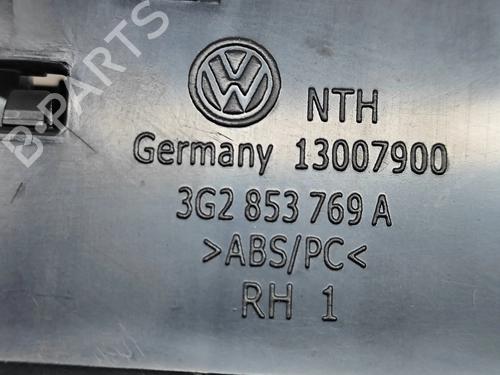 B-PARTS
NTH
Germany 13007900
3G2 853 769 A
>ABS/PC<
RH 1